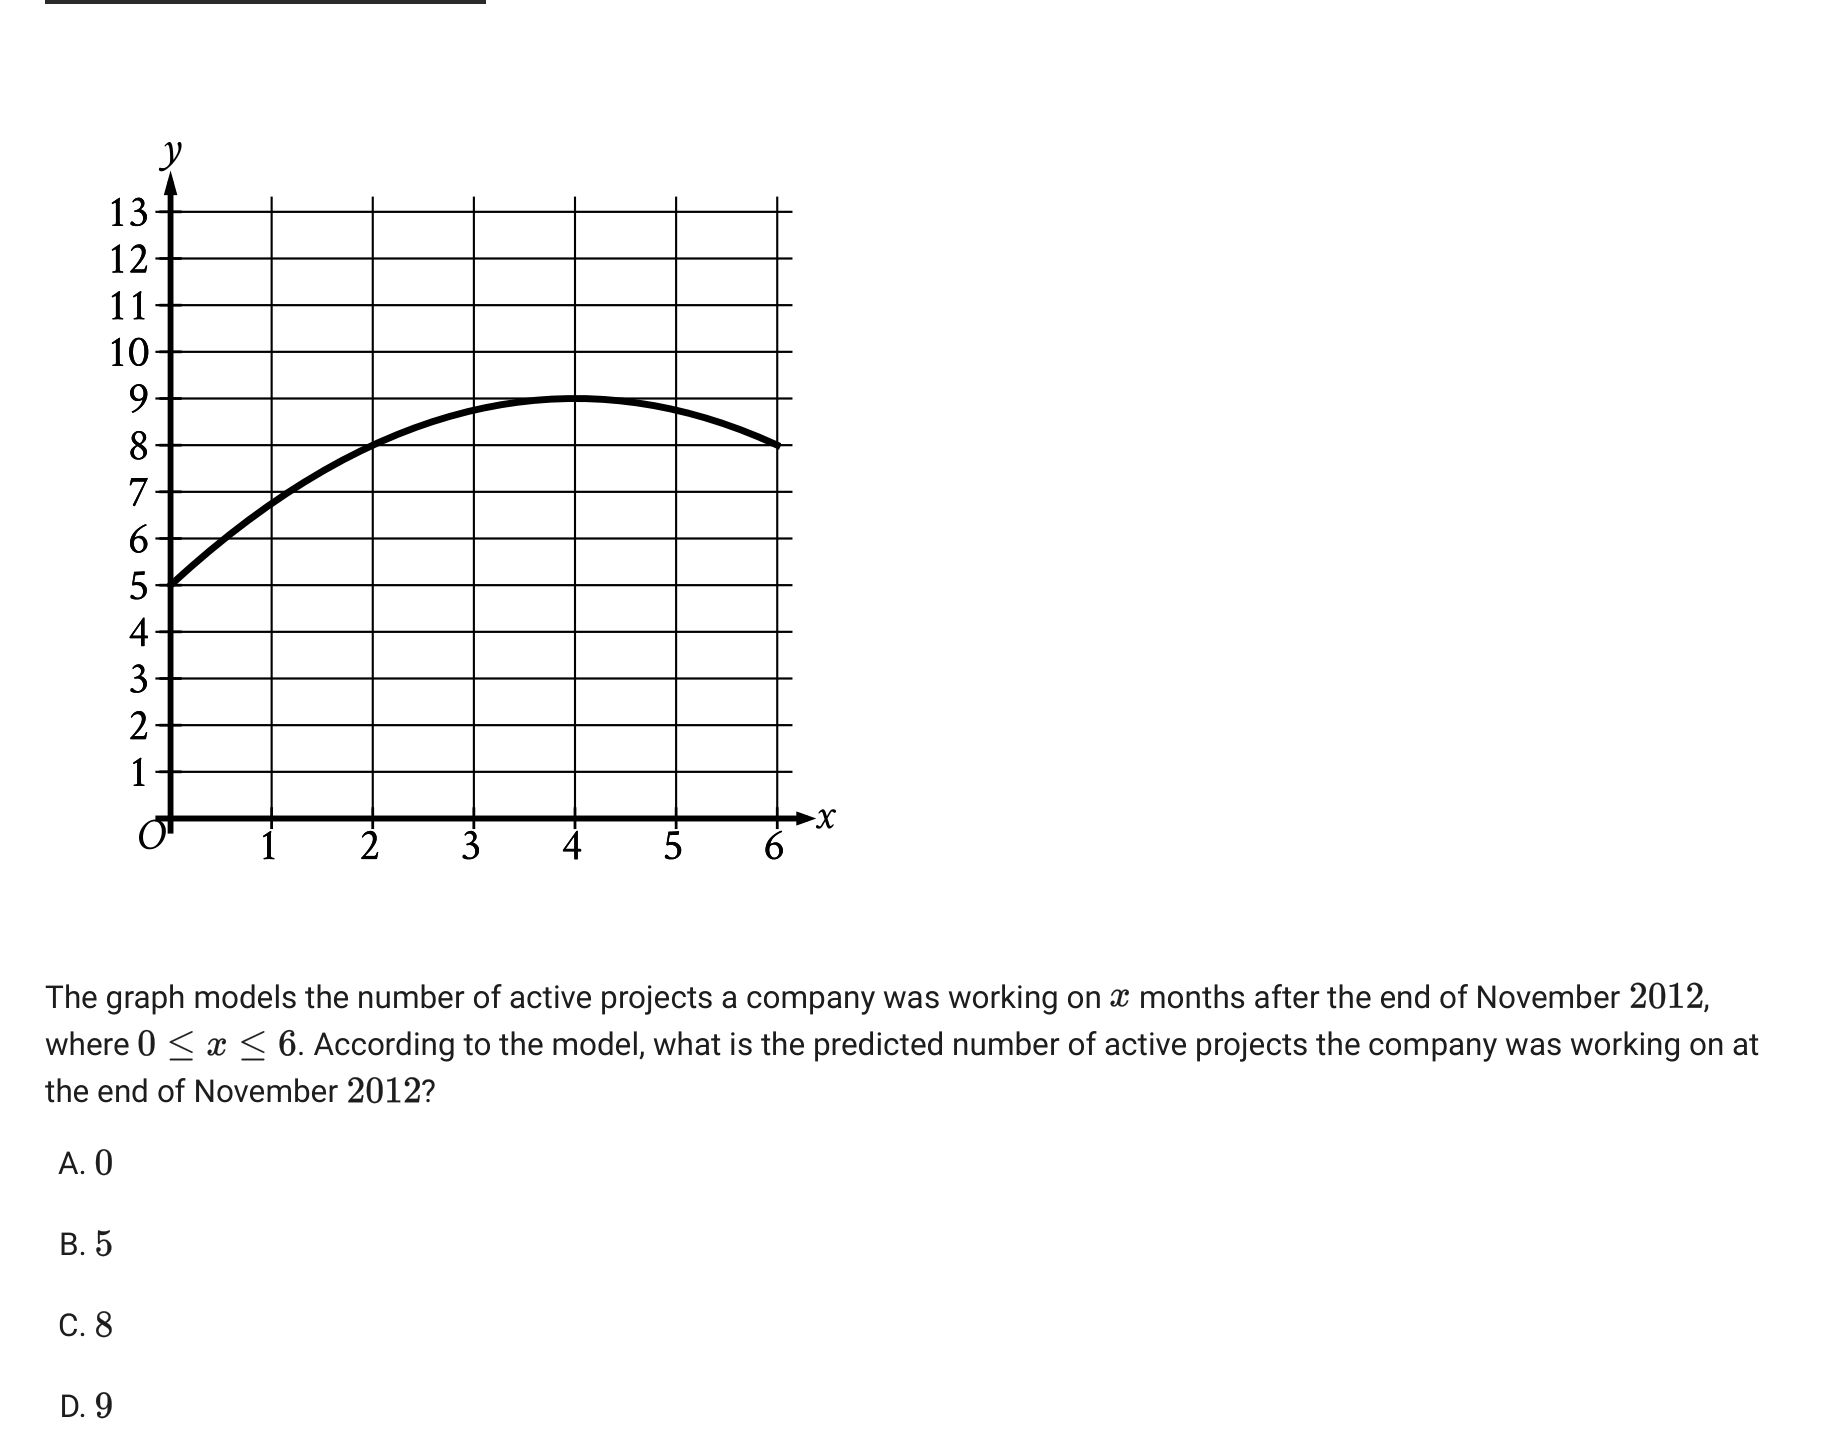 y
13
12
11
10
9
8
7
6
5
4
3
2
1
O 1 2 3 4 5 6 x
The graph models the number of active projects a company was working on x months after the end of November 2012,
where 0 ≤ x ≤ 6. According to the model, what is the predicted number of active projects the company was working on at
the end of November 2012?
A. 0
B. 5
C. 8
D. 9